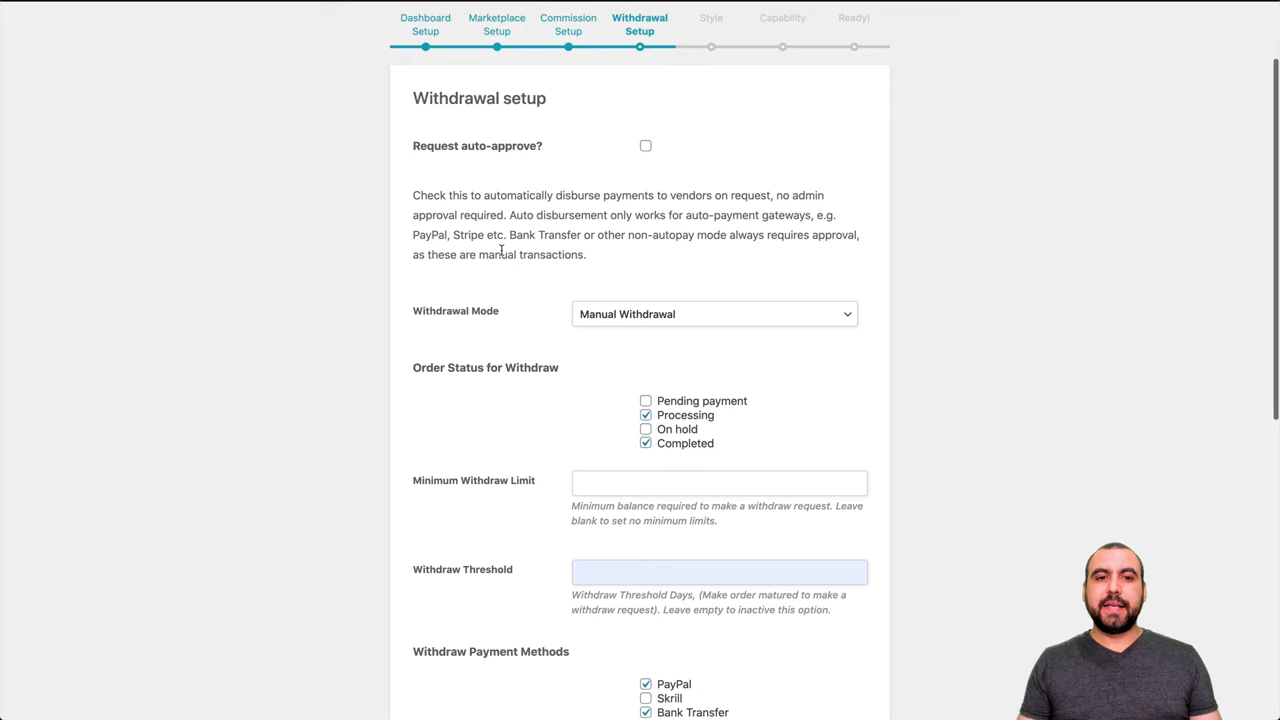 Dashboard Setup
Marketplace Setup
Commission Setup
Withdrawal Setup
Style
Capability
Ready!
Withdrawal setup
Request auto-approve?
Check this to automatically disburse payments to vendors on request, no admin
approval required. Auto disbursement only works for auto-payment gateways, e.g.
PayPal, Stripe etc. Bank Transfer or other non-autopay mode always requires approval,
as these are manual transactions.
Withdrawal Mode
Manual Withdrawal
Order Status for Withdraw
Pending payment
Processing
On hold
Completed
Minimum Withdraw Limit
Minimum balance required to make a withdraw request. Leave
blank to set no minimum limits.
Withdraw Threshold
Withdraw Threshold Days, (Make order matured to make a
withdraw request). Leave empty to inactive this option.
Withdraw Payment Methods
PayPal
Skrill
Bank Transfer